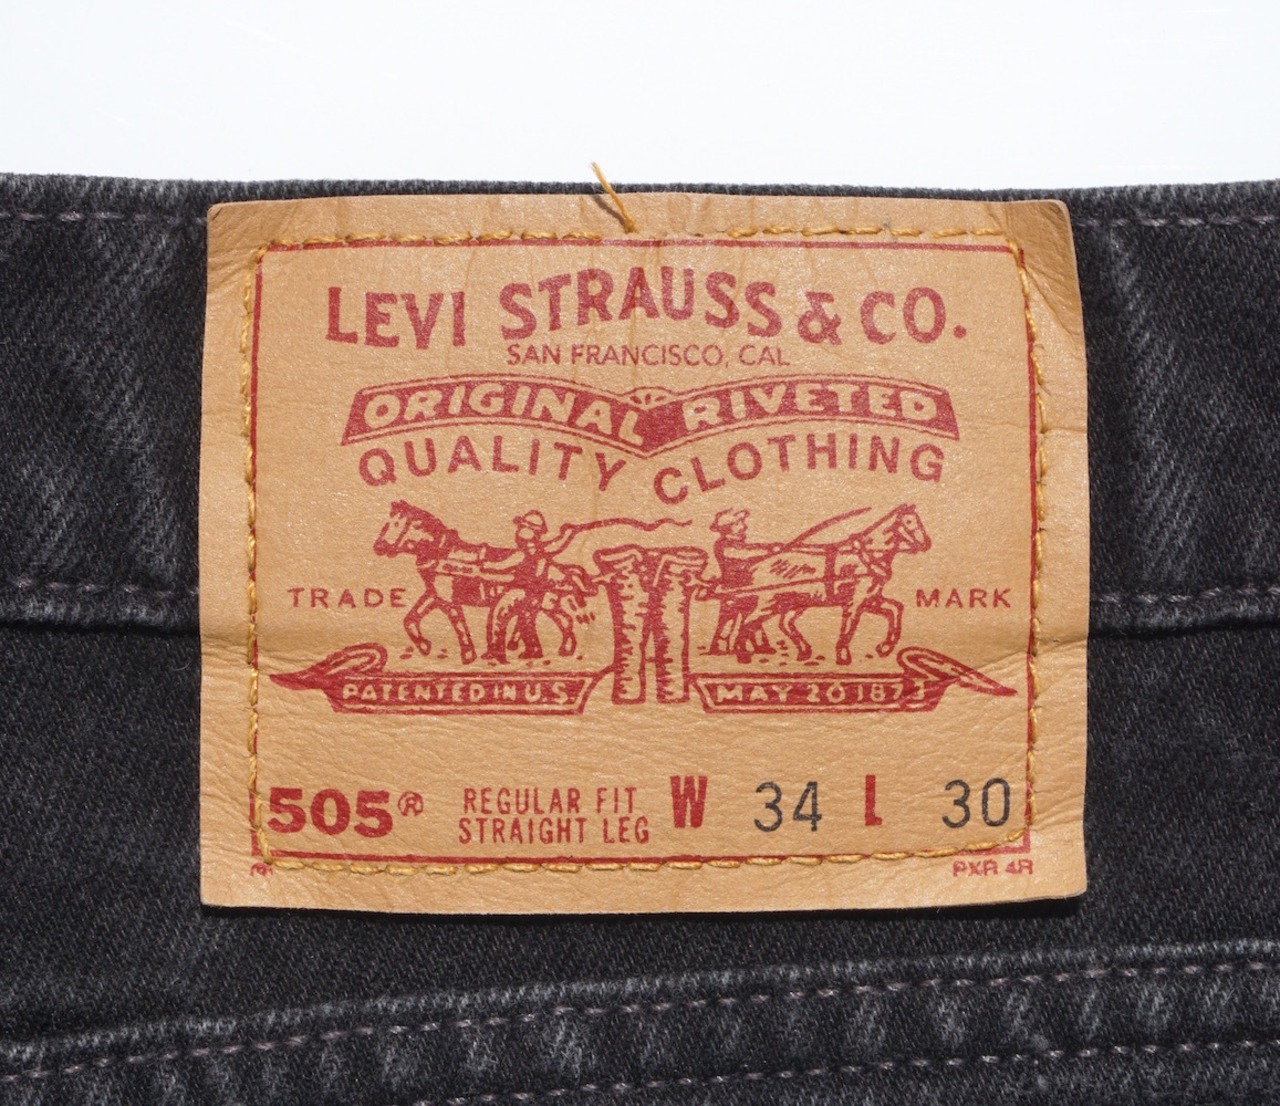 LEVI STRAUSS & CO.
SAN FRANCISCO, CAL
ORIGINAL RIVETED
QUALITY CLOTHING
TRADE MARK
PATENTED IN U.S. MAY 20 1873
505® REGULAR FIT W 34 L 30
STRAIGHT LEG
PXR 4R